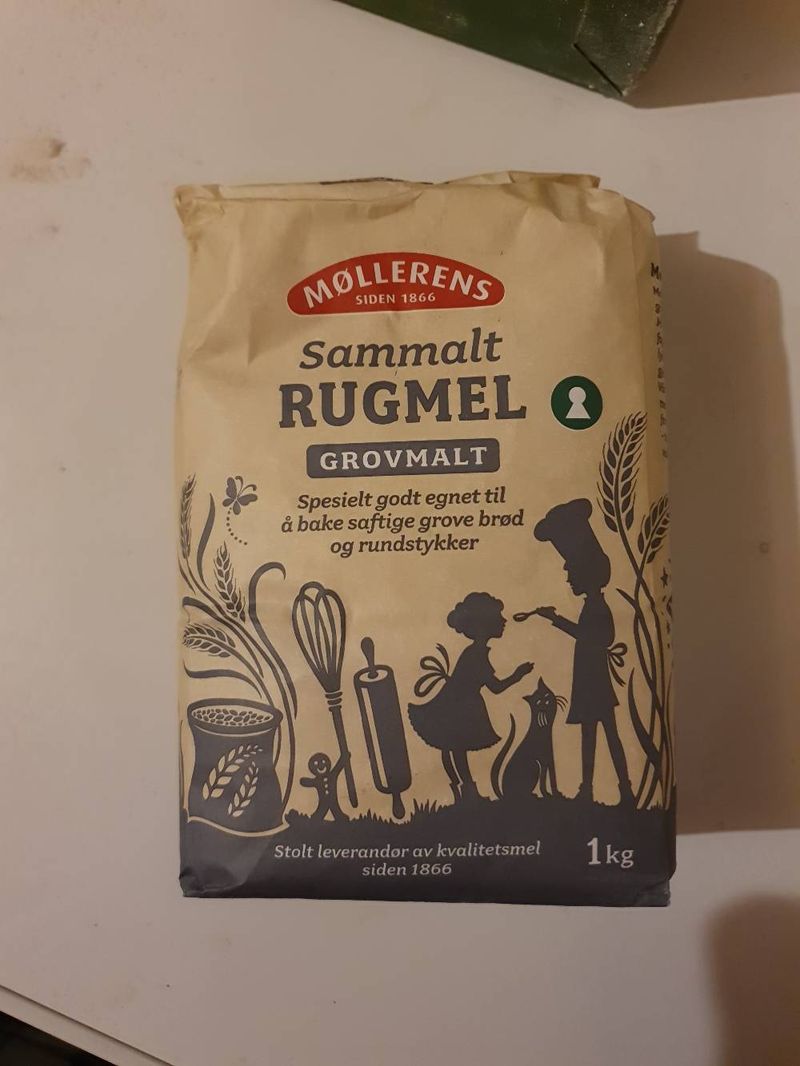 MØLLERENS
SIDEN 1866
Sammalt
RUGMEL
GROVMALT
Spesielt godt egnet til
å bake saftige grove brød
og rundstykker
Stolt leverandør av kvalitetsmel
siden 1866
1kg